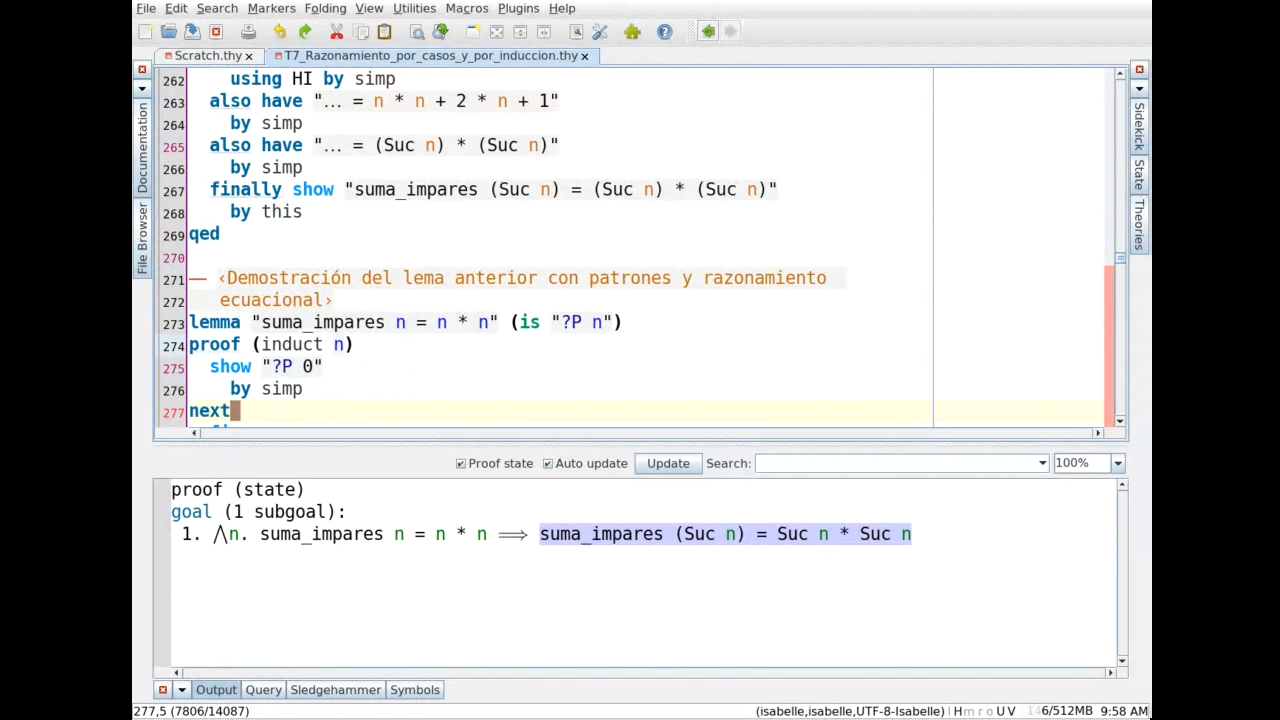 File Edit Search Markers Folding View Utilities Macros Plugins Help
Scratch.thy T7_Razonamiento_por_casos_y_por_induccion.thy
262 using HI by simp
263 also have "... = n * n + 2 * n + 1"
264 by simp
265 also have "... = (Suc n) * (Suc n)"
266 by simp
267 finally show "suma_impares (Suc n) = (Suc n) * (Suc n)"
268 by this
269 qed
270
271 — ‹Demostración del lema anterior con patrones y razonamiento
272 ecuacional›
273 lemma "suma_impares n = n * n" (is "?P n")
274 proof (induct n)
275 show "?P 0"
276 by simp
277 next
Documentation
File Browser
Sidekick
State
Theories
Proof state Auto update Update Search: 100%
proof (state)
goal (1 subgoal):
1. ⋀n. suma_impares n = n * n ⟹ suma_impares (Suc n) = Suc n * Suc n
Output Query Sledgehammer Symbols
277,5 (7806/14087) (isabelle,isabelle,UTF-8-Isabelle) H m r o U V 6/512MB 9:58 AM